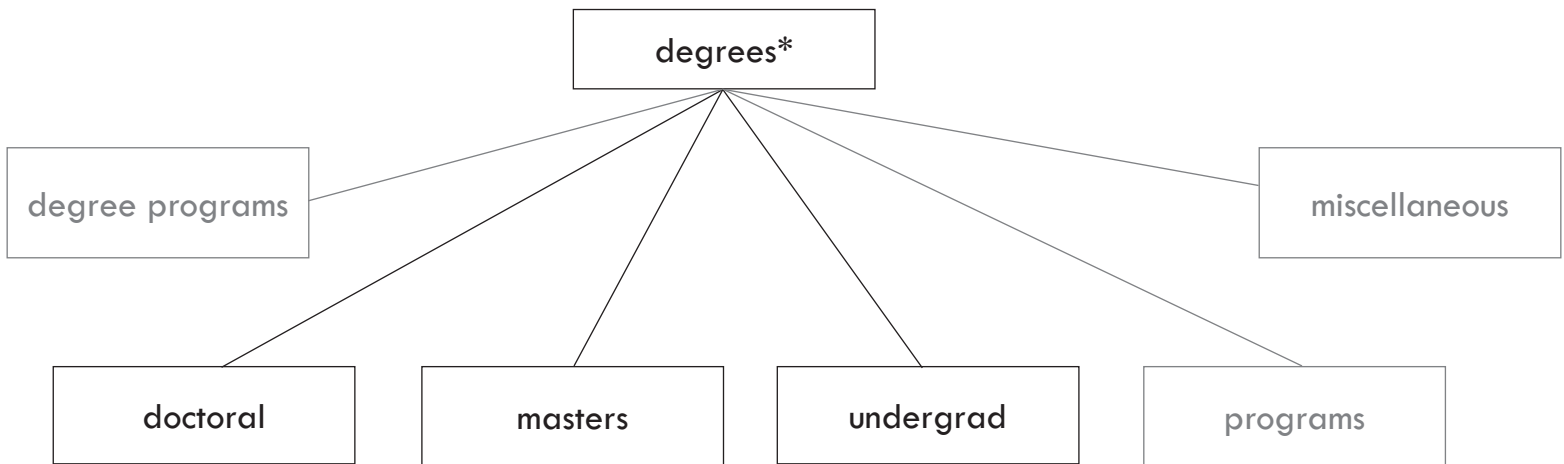 degrees*
degree programs
miscellaneous
doctoral
masters
undergrad
programs